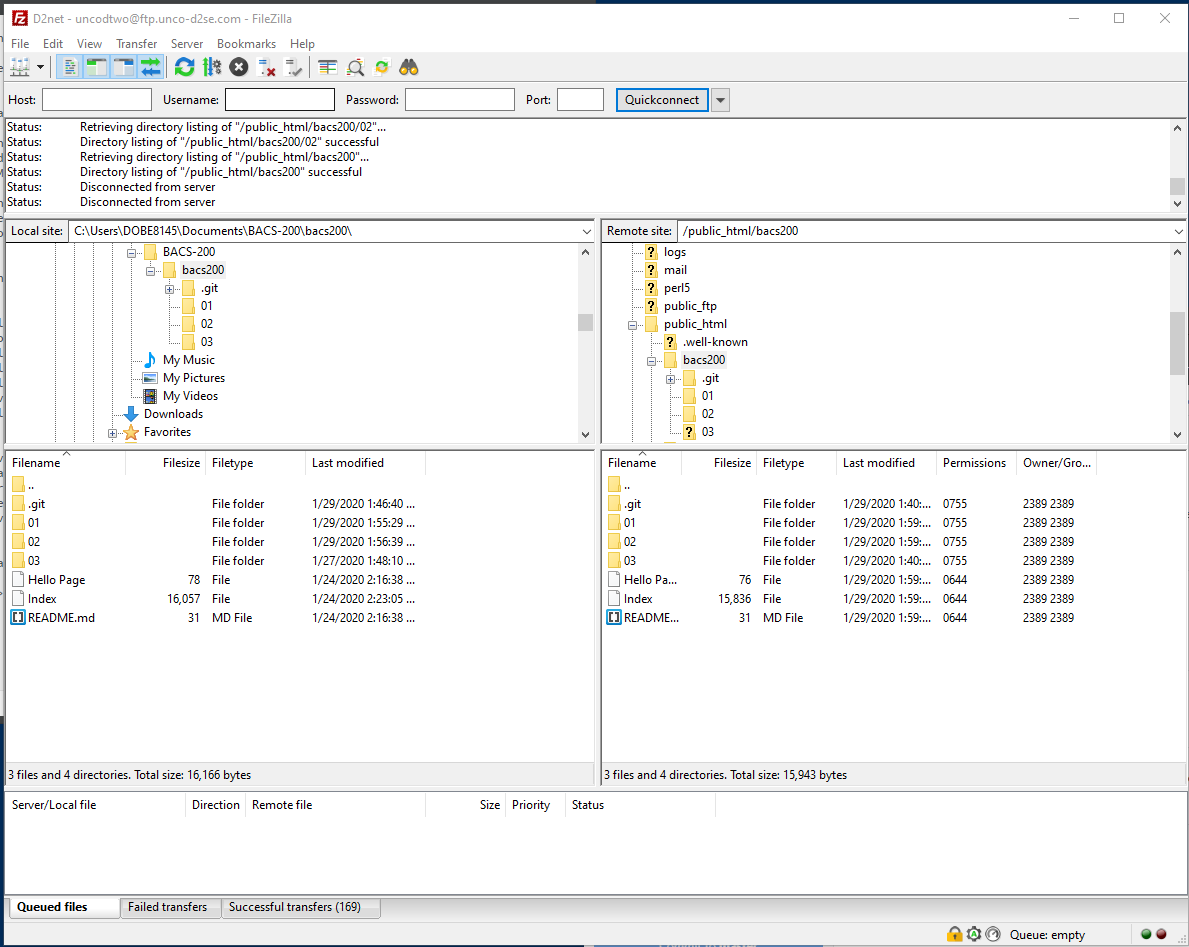 D2net - uncodtwo@ftp.unco-d2se.com - FileZilla
File Edit View Transfer Server Bookmarks Help
Host: Username: Password: Port: Quickconnect
Status: Retrieving directory listing of "/public_html/bacs200/02"...
Status: Directory listing of "/public_html/bacs200/02" successful
Status: Retrieving directory listing of "/public_html/bacs200"...
Status: Directory listing of "/public_html/bacs200" successful
Status: Disconnected from server
Status: Disconnected from server
Local site: C:\Users\DOBE8145\Documents\BACS-200\bacs200\
BACS-200
bacs200
.git
01
02
03
My Music
My Pictures
My Videos
Downloads
Favorites
Remote site: /public_html/bacs200
logs
mail
perl5
public_ftp
public_html
.well-known
bacs200
.git
01
02
03
Filename Filesize Filetype Last modified
..
.git File folder 1/29/2020 1:46:40 ...
01 File folder 1/29/2020 1:55:29 ...
02 File folder 1/29/2020 1:56:39 ...
03 File folder 1/27/2020 1:48:10 ...
Hello Page 78 File 1/24/2020 2:16:38 ...
Index 16,057 File 1/24/2020 2:23:05 ...
README.md 31 MD File 1/24/2020 2:16:38 ...
3 files and 4 directories. Total size: 16,166 bytes
Filename Filesize Filetype Last modified Permissions Owner/Gro...
..
.git File folder 1/29/2020 1:40:... 0755 2389 2389
01 File folder 1/29/2020 1:59:... 0755 2389 2389
02 File folder 1/29/2020 1:59:... 0755 2389 2389
03 File folder 1/29/2020 1:40:... 0755 2389 2389
Hello Pa... 76 File 1/29/2020 1:59:... 0644 2389 2389
Index 15,836 File 1/29/2020 1:59:... 0644 2389 2389
README... 31 MD File 1/29/2020 1:59:... 0644 2389 2389
3 files and 4 directories. Total size: 15,943 bytes
Server/Local file Direction Remote file Size Priority Status
Queued files Failed transfers Successful transfers (169)
Queue: empty